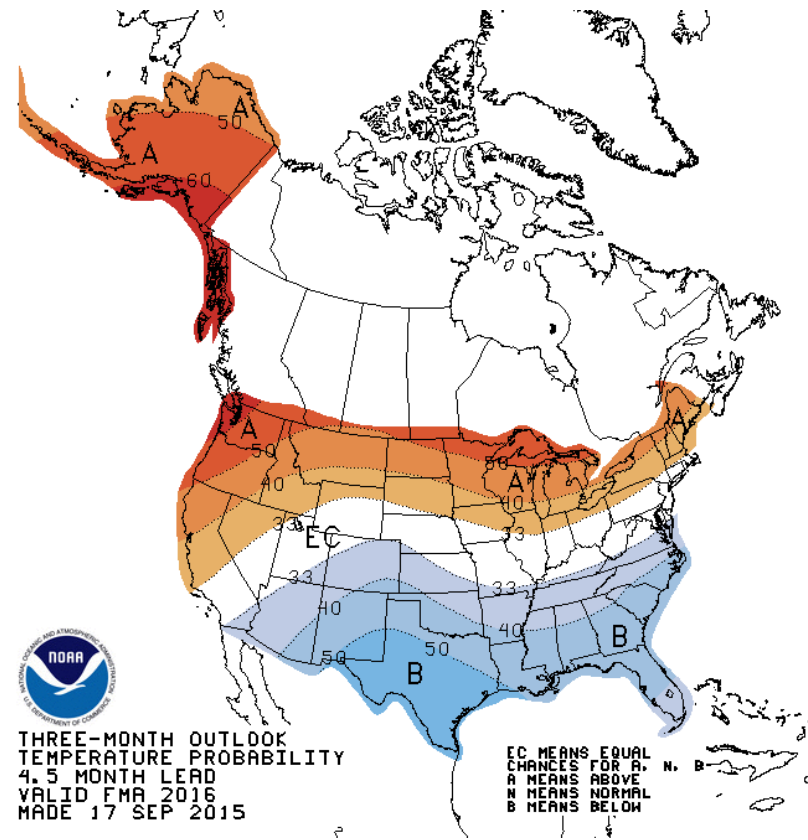 A
50
A
60
A
50
50
A
A
40
40
33
33
EC
33
33
40
40
B
50
50
B
NATIONAL OCEANIC AND ATMOSPHERIC ADMINISTRATION
NOAA
U.S. DEPARTMENT OF COMMERCE
THREE-MONTH OUTLOOK
TEMPERATURE PROBABILITY
4.5 MONTH LEAD
VALID FMA 2016
MADE 17 SEP 2015
EC MEANS EQUAL
CHANCES FOR A, N, B
A MEANS ABOVE
N MEANS NORMAL
B MEANS BELOW